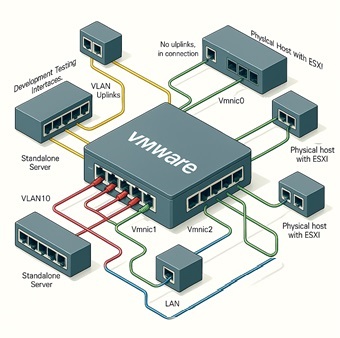 No uplinks,
in connection
Physical Host with ESXI
Development Testing
Interfaces.
VLAN
Uplinks
Vmnic0
vmware
Standalone
Server
Physical host
with ESXI
VLAN10
Vmnic1
Vmnic2
Physical host
with ESXI
Standalone
Server
LAN